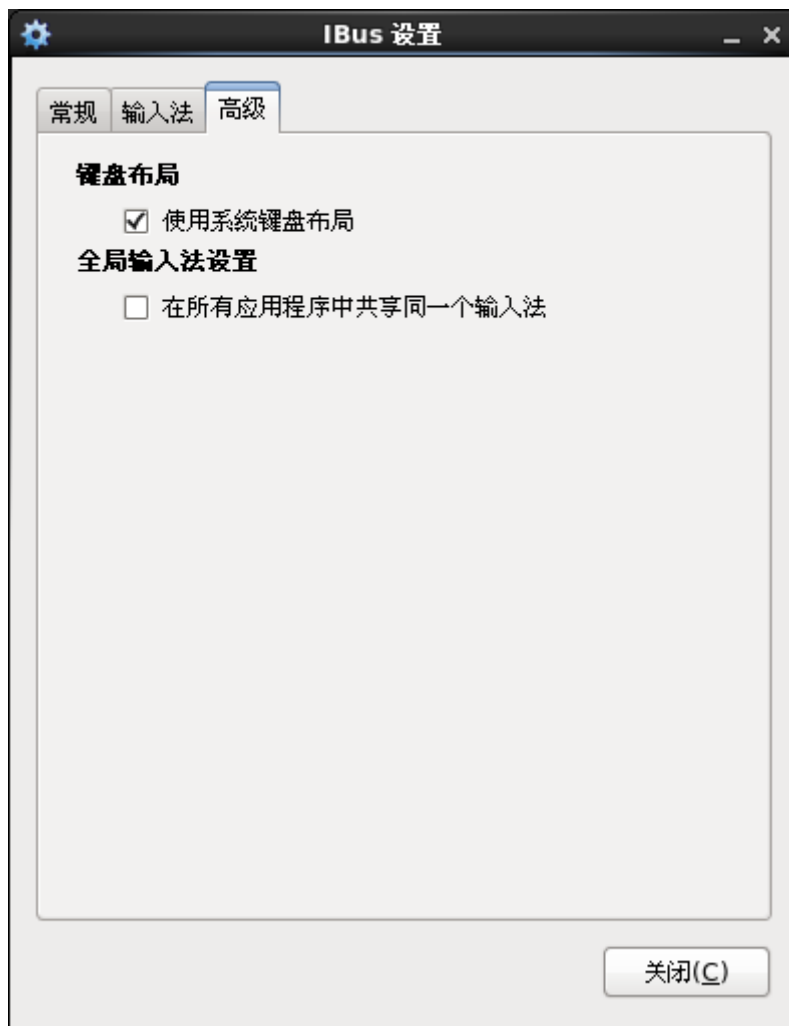 IBus 设置
常规 输入法 高级
键盘布局
使用系统键盘布局
全局输入法设置
在所有应用程序中共享同一个输入法
关闭(C)